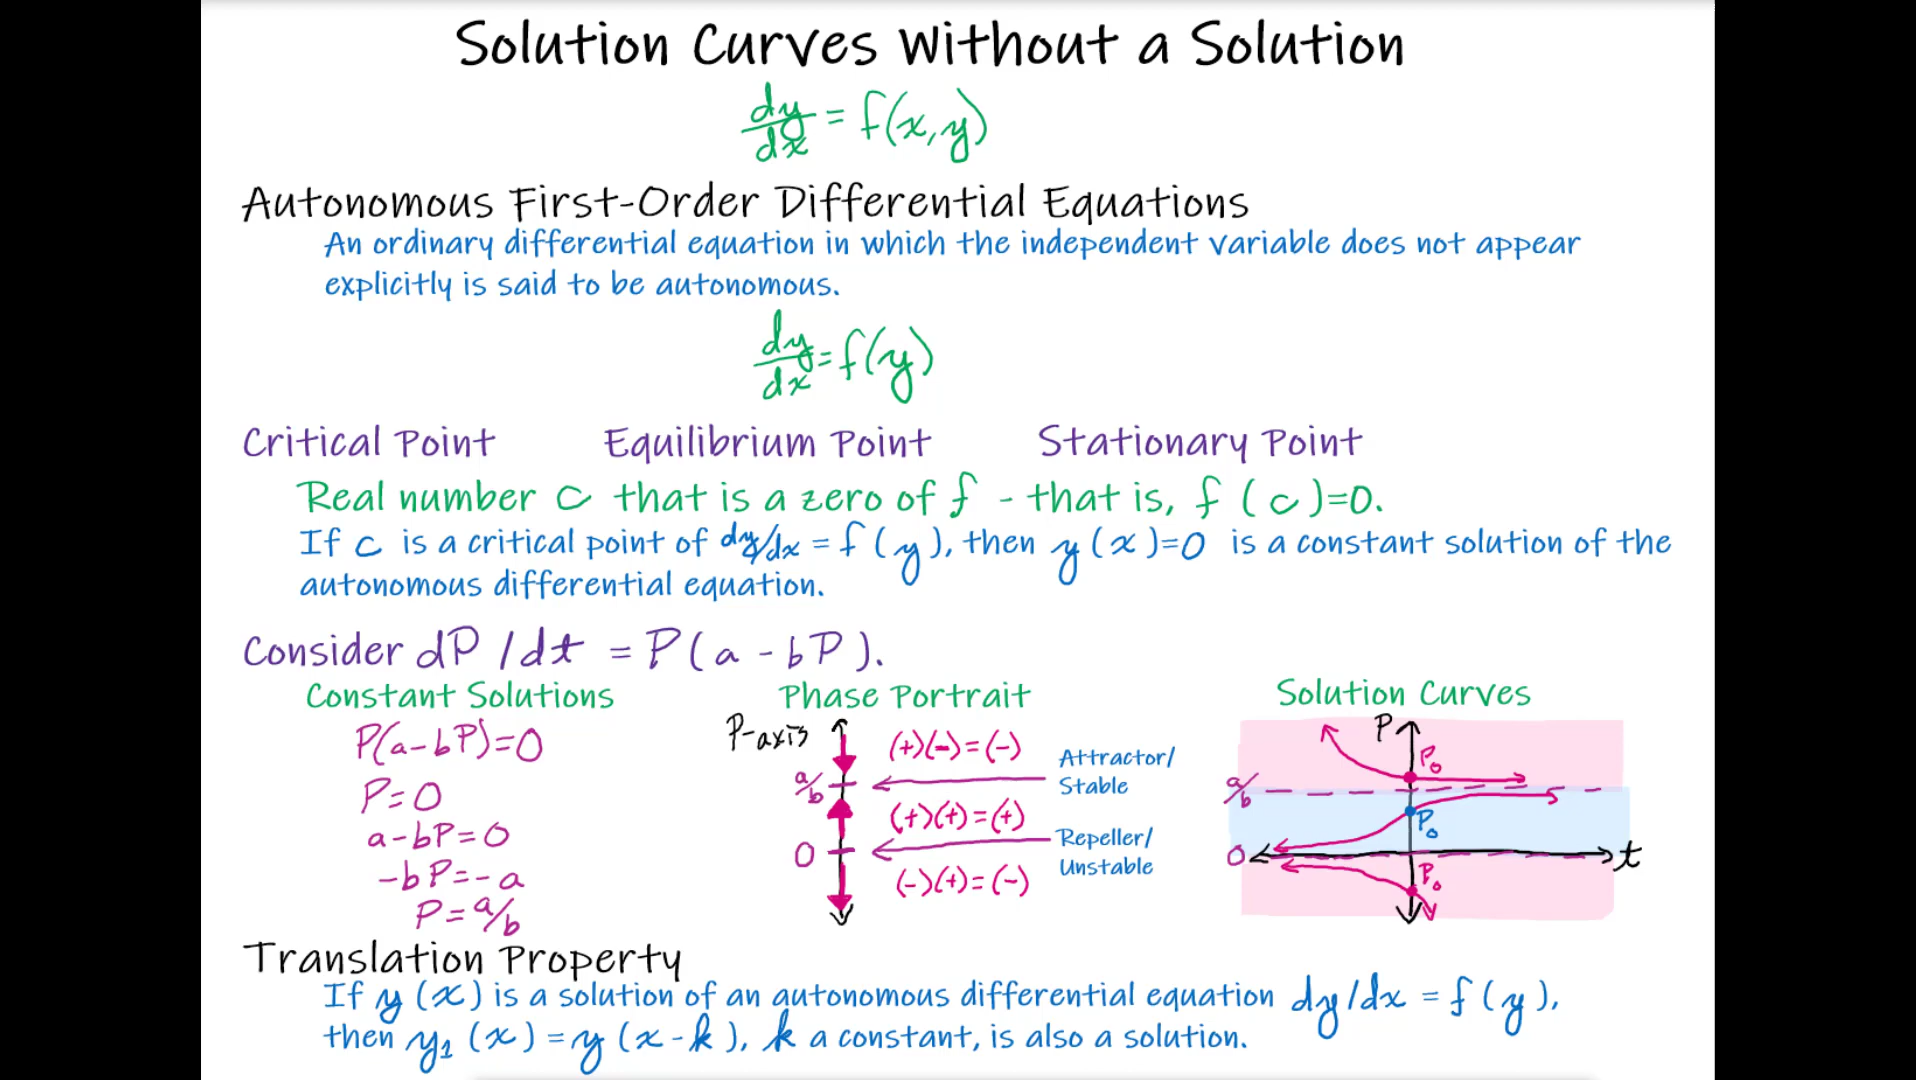 Solution Curves Without a Solution
dy/dx = f(x,y)
Autonomous First-Order Differential Equations
An ordinary differential equation in which the independent variable does not appear
explicitly is said to be autonomous.
dy/dx = f(y)
Critical Point Equilibrium Point Stationary Point
Real number c that is a zero of f - that is, f(c)=0.
If c is a critical point of dy/dx = f(y), then y(x)=0 is a constant solution of the
autonomous differential equation.
Consider dP/dt = P(a-bP).
Constant Solutions
P(a-bP)=0
P=0
a-bP=0
-bP=-a
P=a/b
Phase Portrait
P-axis
(+)(-)=(-)
a/b
Attractor/
Stable
(+)(+)=(+)
0
Repeller/
Unstable
(-)(+)=(-)
Solution Curves
P
P₀
a/b
P₀
0
t
P₀
Translation Property
If y(x) is a solution of an autonomous differential equation dy/dx = f(y),
then y₁(x)=y(x-k), k a constant, is also a solution.